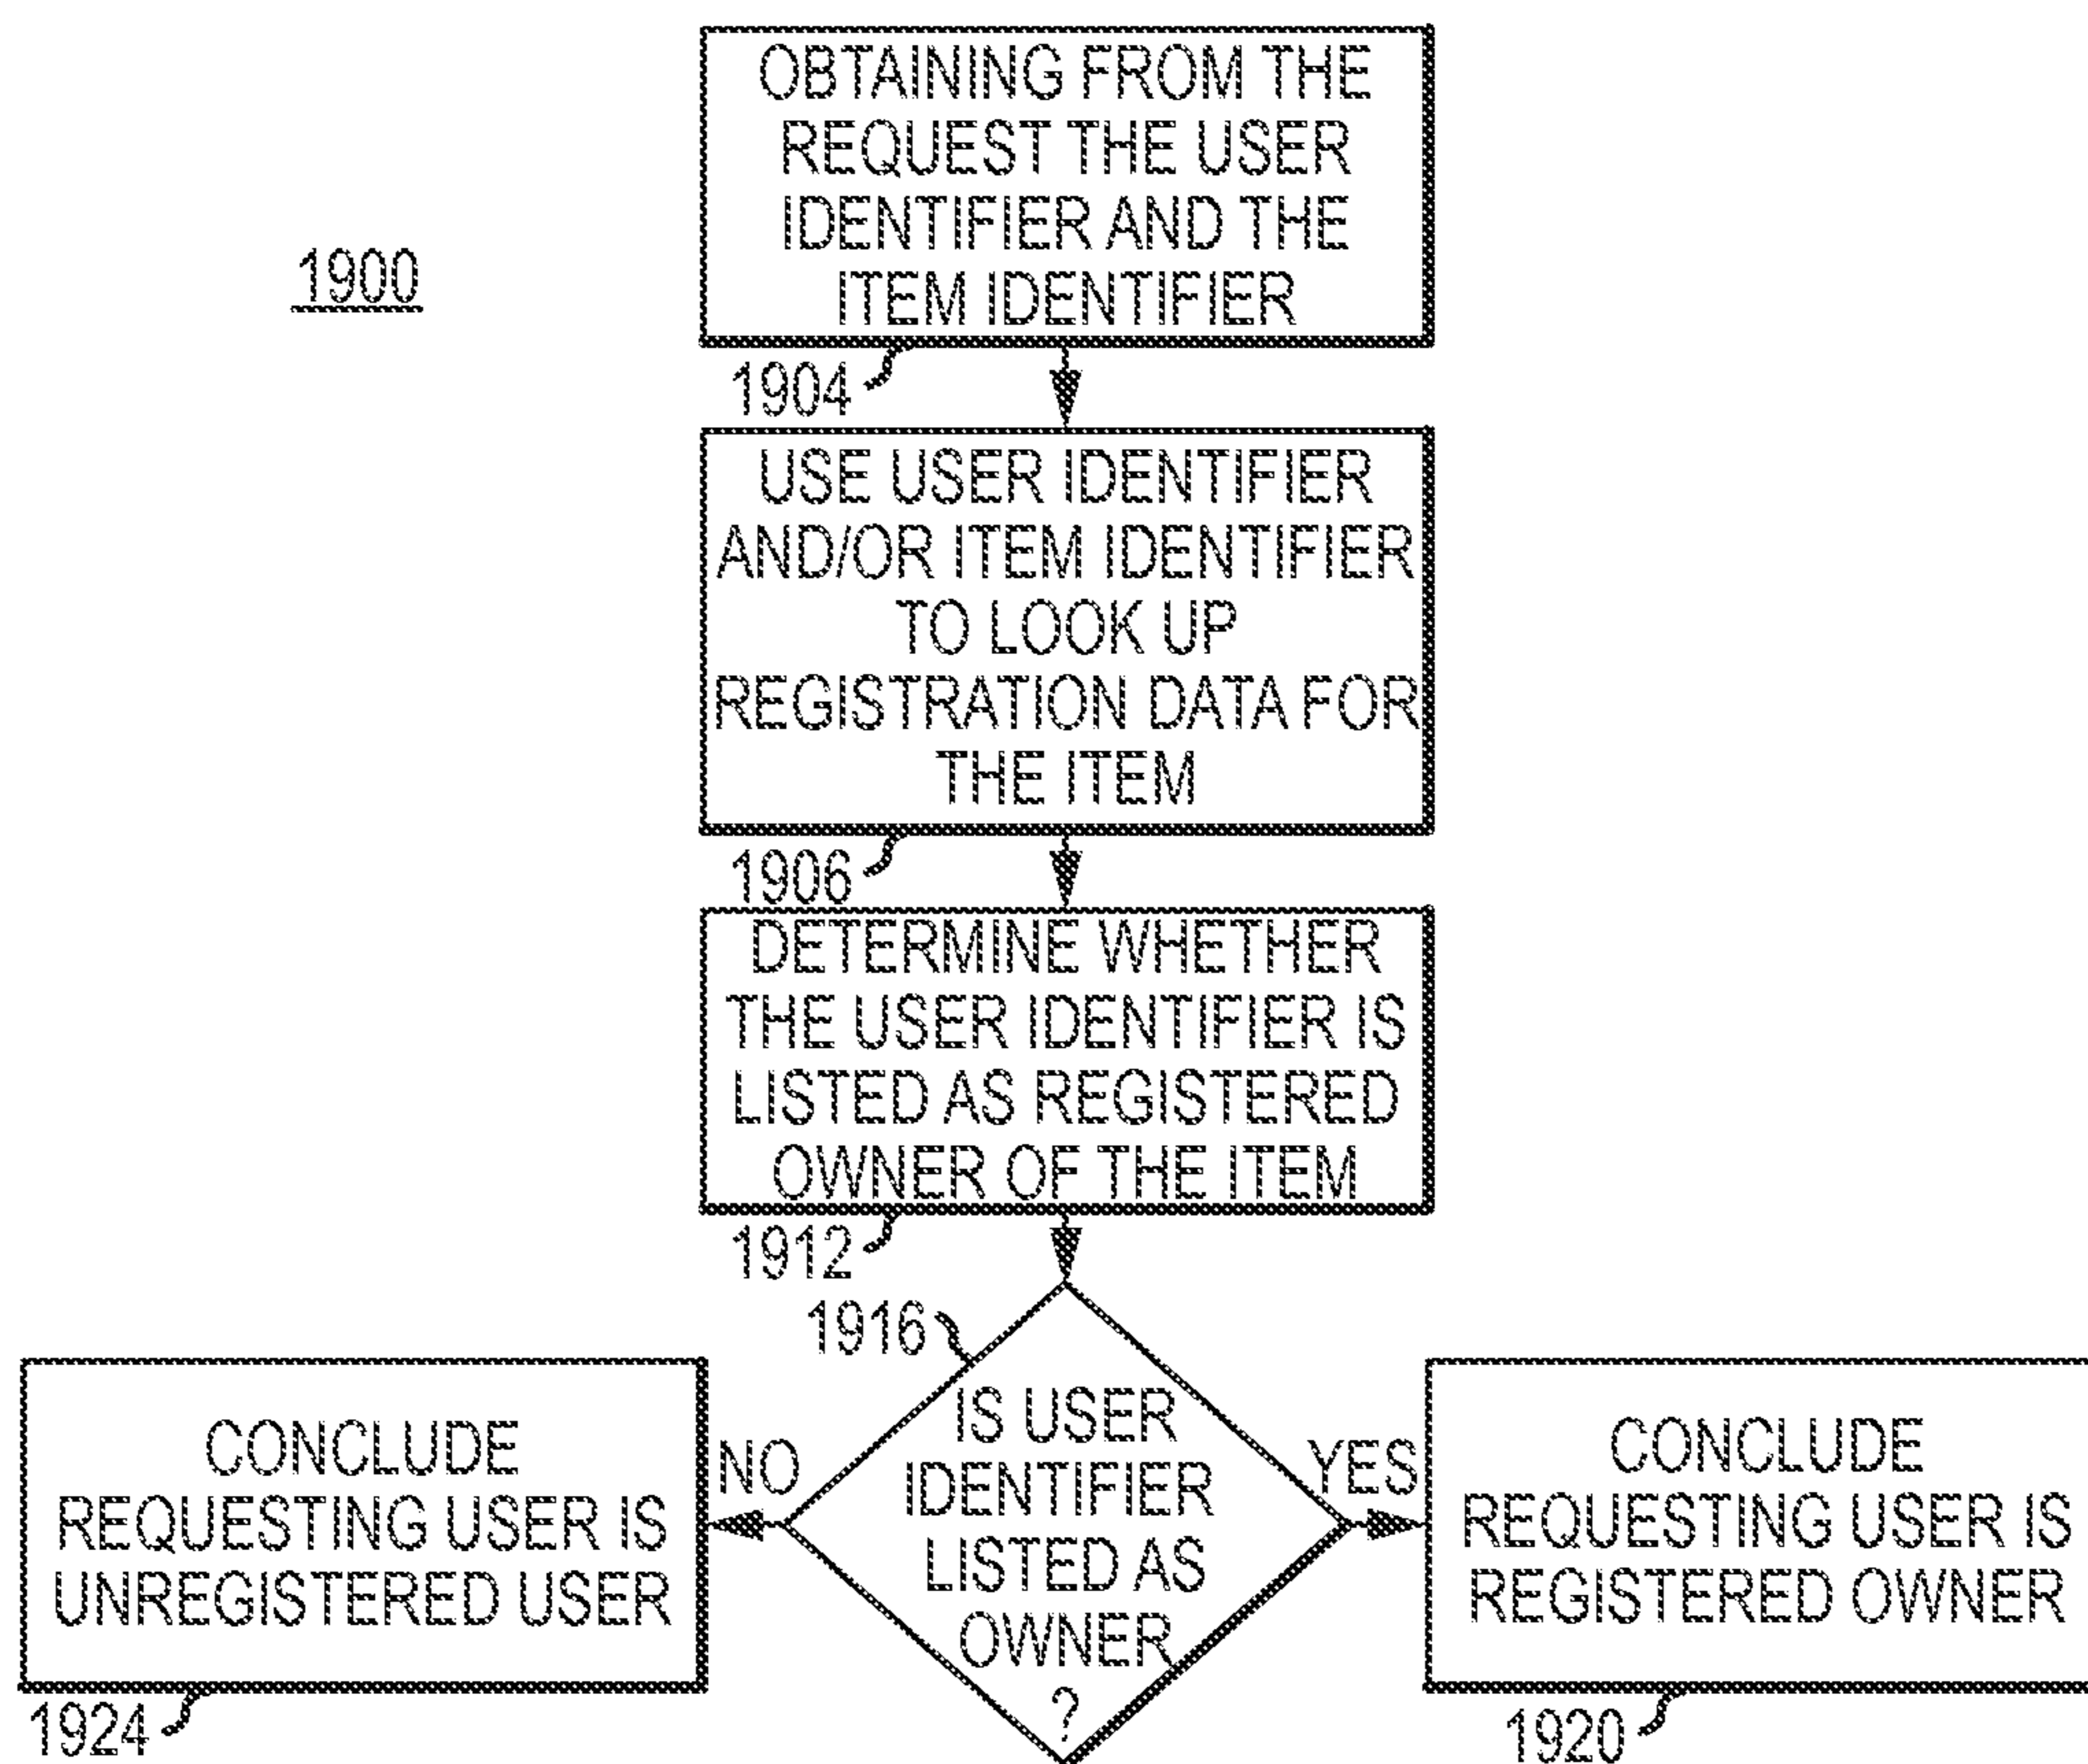 1900
OBTAINING FROM THE
REQUEST THE USER
IDENTIFIER AND THE
ITEM IDENTIFIER
1904
USE USER IDENTIFIER
AND/OR ITEM IDENTIFIER
TO LOOK UP
REGISTRATION DATA FOR
THE ITEM
1906
DETERMINE WHETHER
THE USER IDENTIFIER IS
LISTED AS REGISTERED
OWNER OF THE ITEM
1912
1916
IS USER
IDENTIFIER
LISTED AS
OWNER
?
NO
CONCLUDE
REQUESTING USER IS
UNREGISTERED USER
1924
YES
CONCLUDE
REQUESTING USER IS
REGISTERED OWNER
1920